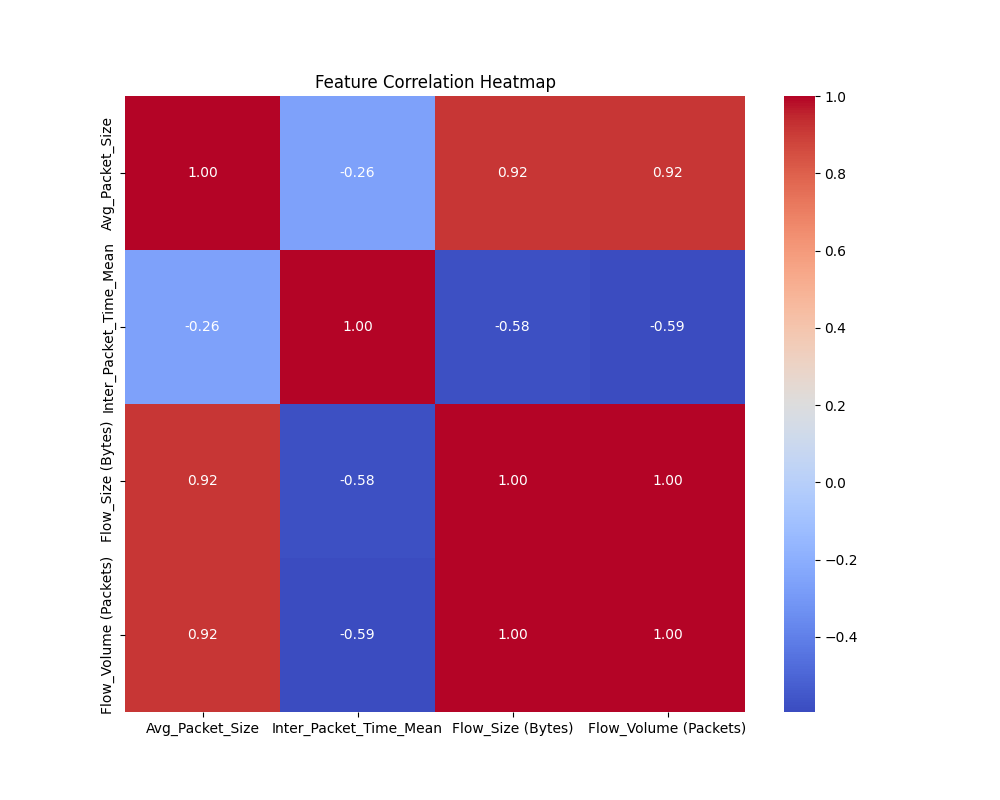 Feature Correlation Heatmap
Avg_Packet_Size
1.00
-0.26
0.92
0.92
Inter_Packet_Time_Mean
-0.26
1.00
-0.58
-0.59
Flow_Size (Bytes)
0.92
-0.58
1.00
1.00
Flow_Volume (Packets)
0.92
-0.59
1.00
1.00
Avg_Packet_Size
Inter_Packet_Time_Mean
Flow_Size (Bytes)
Flow_Volume (Packets)
1.0
0.8
0.6
0.4
0.2
0.0
−0.2
−0.4